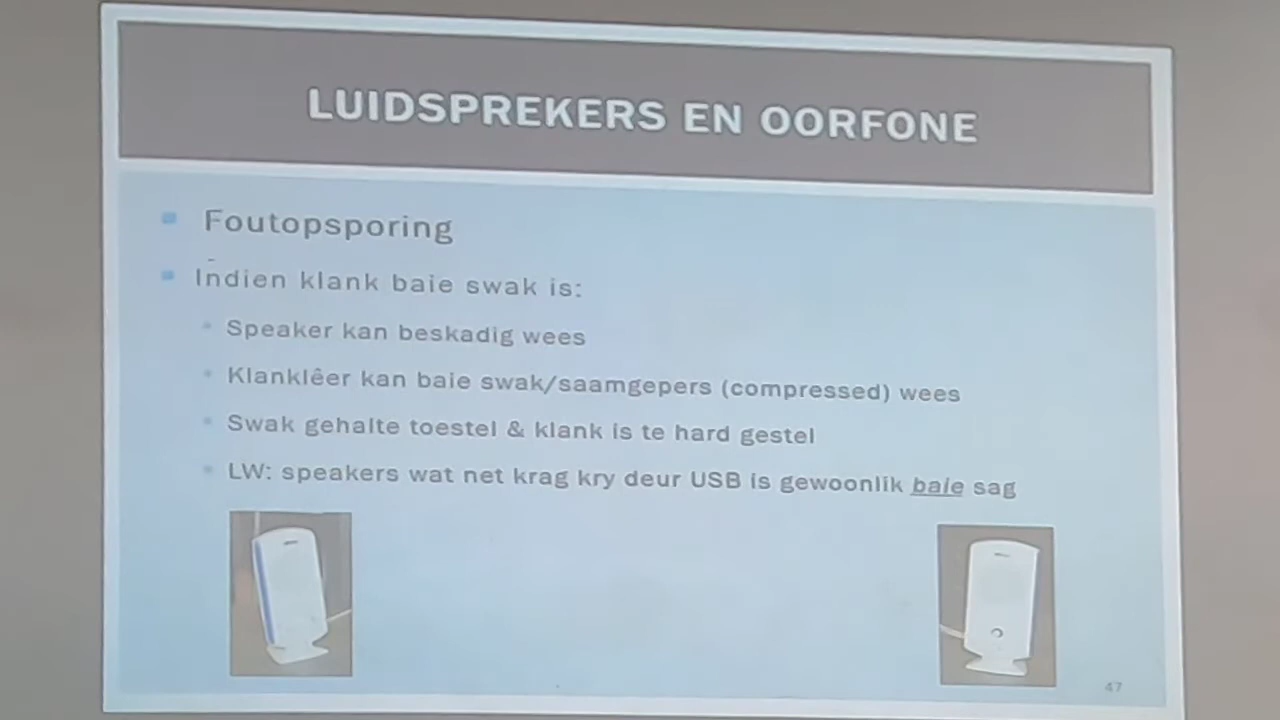 LUIDSPREKERS EN OORFONE
Foutopsporing
Indien klank baie swak is:
Speaker kan beskadig wees
Klanklêer kan baie swak/saamgepers (compressed) wees
Swak gehalte toestel & klank is te hard gestel
LW: speakers wat net krag kry deur USB is gewoonlik baie sag
47